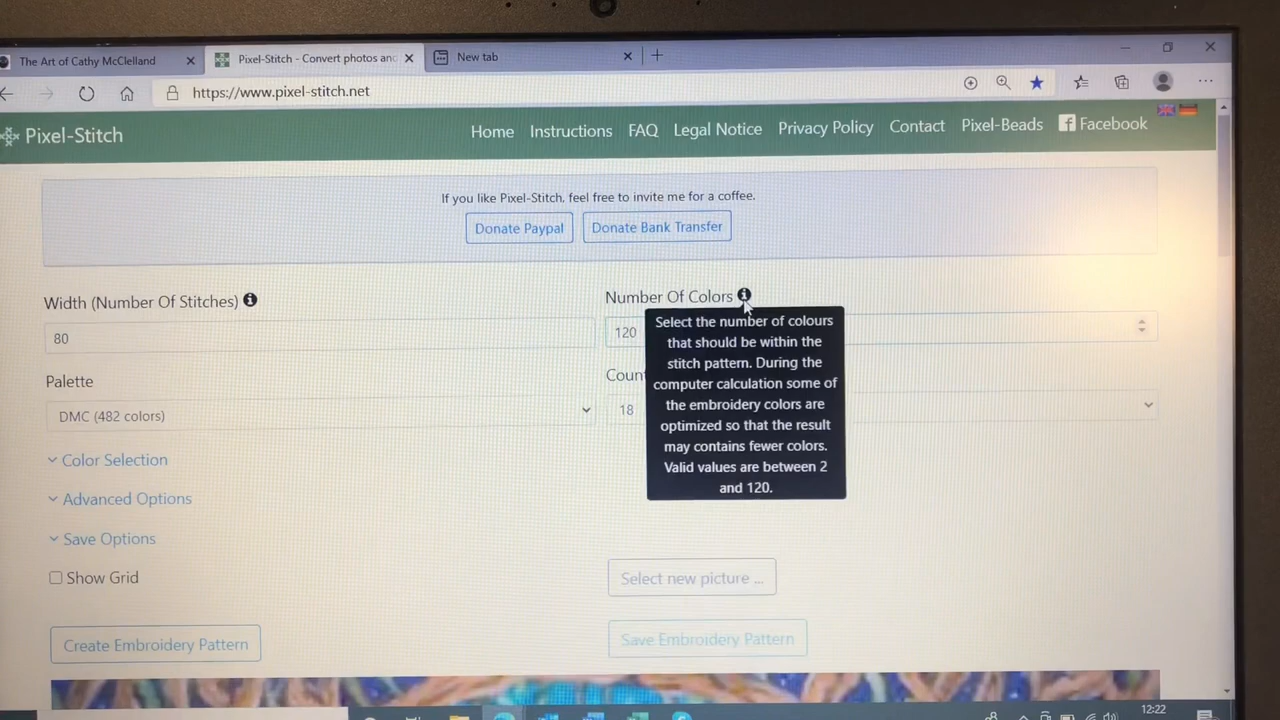 The Art of Cathy McClelland
Pixel-Stitch - Convert photos and
New tab
https://www.pixel-stitch.net
Pixel-Stitch
Home Instructions FAQ Legal Notice Privacy Policy Contact Pixel-Beads Facebook
If you like Pixel-Stitch, feel free to invite me for a coffee.
Donate Paypal Donate Bank Transfer
Width (Number Of Stitches)
80
Number Of Colors
120
Select the number of colours
that should be within the
stitch pattern. During the
computer calculation some of
the embroidery colors are
optimized so that the result
may contains fewer colors.
Valid values are between 2
and 120.
Palette
DMC (482 colors)
Coun
18
Color Selection
Advanced Options
Save Options
Show Grid
Select new picture ...
Create Embroidery Pattern
Save Embroidery Pattern
12:22